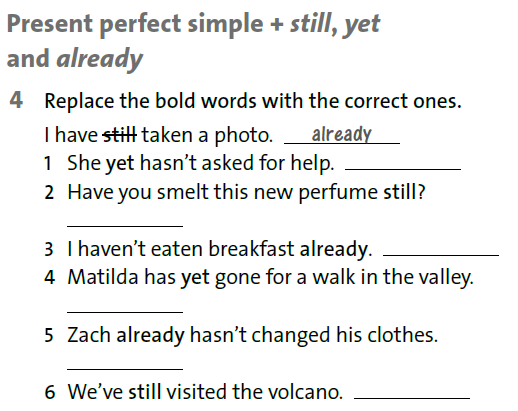 Present perfect simple + still, yet
and already
4 Replace the bold words with the correct ones.
I have still taken a photo. already
1 She yet hasn't asked for help.
2 Have you smelt this new perfume still?
3 I haven't eaten breakfast already.
4 Matilda has yet gone for a walk in the valley.
5 Zach already hasn't changed his clothes.
6 We've still visited the volcano.